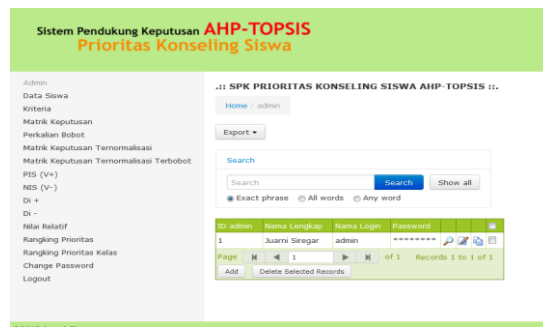 Sistem Pendukung Keputusan AHP-TOPSIS
Prioritas Konseling Siswa
Admin
Data Siswa
Kriteria
Matrik Keputusan
Perkalian Bobot
Matrik Keputusan Ternormalisasi
Matrik Keputusan Ternormalisasi Terbobot
PIS (V+)
NIS (V-)
Di +
Di -
Nilai Relatif
Rangking Prioritas
Rangking Prioritas Kelas
Change Password
Logout
.:: SPK PRIORITAS KONSELING SISWA AHP-TOPSIS ::.
Home / admin
Export
Search
Search Search Show all
Exact phrase All words Any word
ID admin Nama Lengkap Nama Login Password
1 Juarni Siregar admin ********
Page 1 of 1 Records 1 to 1 of 1
Add Delete Selected Records